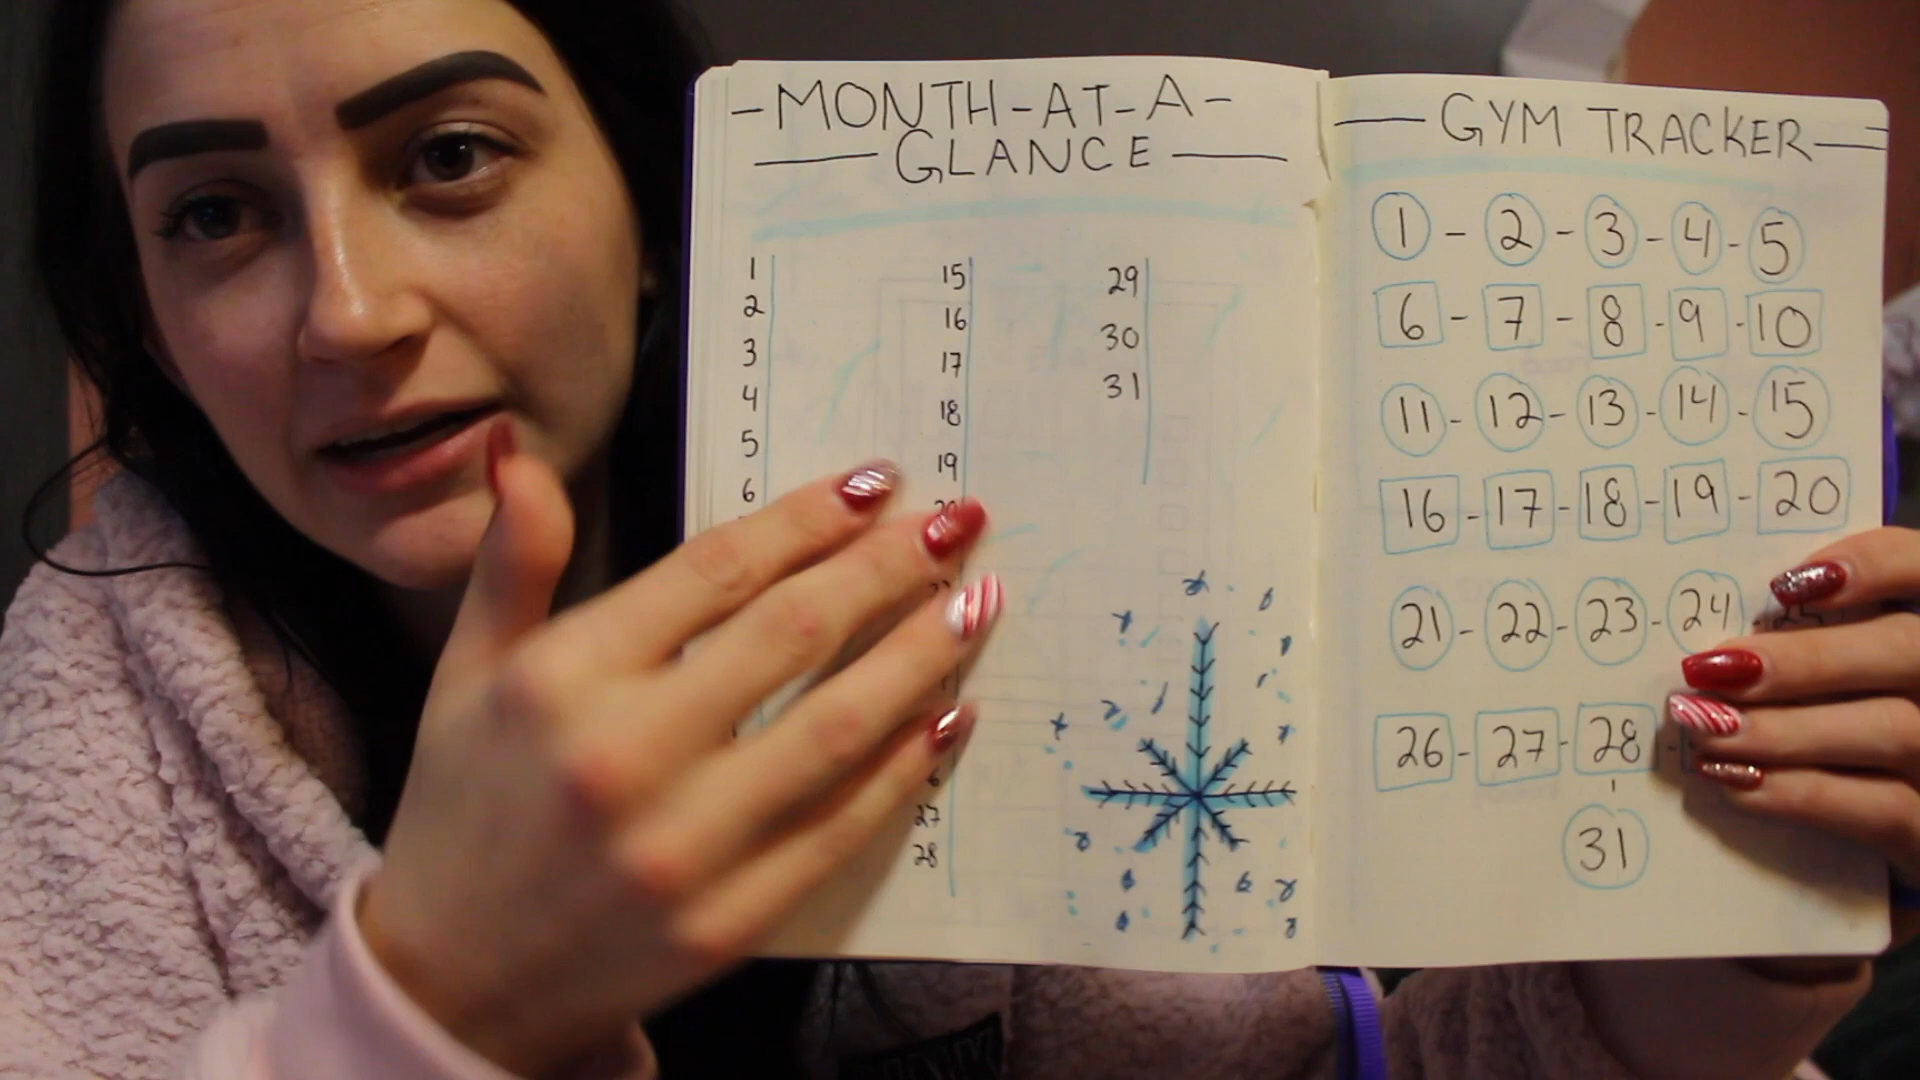 -MONTH-AT-A-
GLANCE
1
2
3
4
5
6
15
16
17
18
19
20
27
28
29
30
31
GYM TRACKER
1 - 2 - 3 - 4 - 5
6 - 7 - 8 - 9 - 10
11 - 12 - 13 - 14 - 15
16 - 17 - 18 - 19 - 20
21 - 22 - 23 - 24 - 25
26 - 27 - 28 -
31